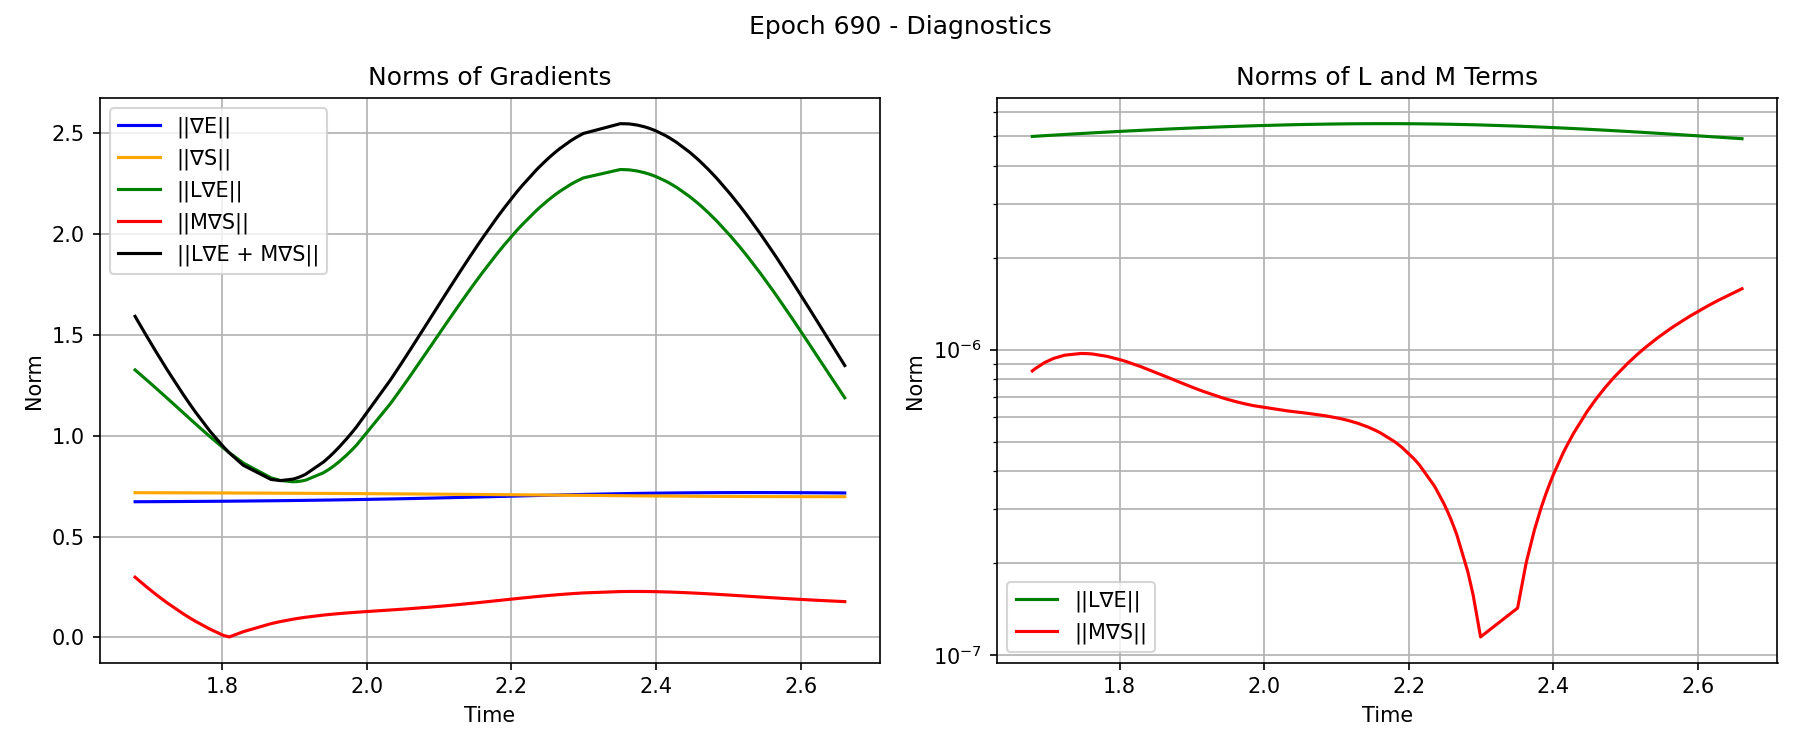 Epoch 690 - Diagnostics
Norms of Gradients
||∇E||
||∇S||
||L∇E||
||M∇S||
||L∇E + M∇S||
2.5
2.0
1.5
1.0
0.5
0.0
Norm
1.8
2.0
2.2
2.4
2.6
Time
Norms of L and M Terms
10⁻⁶
10⁻⁷
Norm
||L∇E||
||M∇S||
1.8
2.0
2.2
2.4
2.6
Time